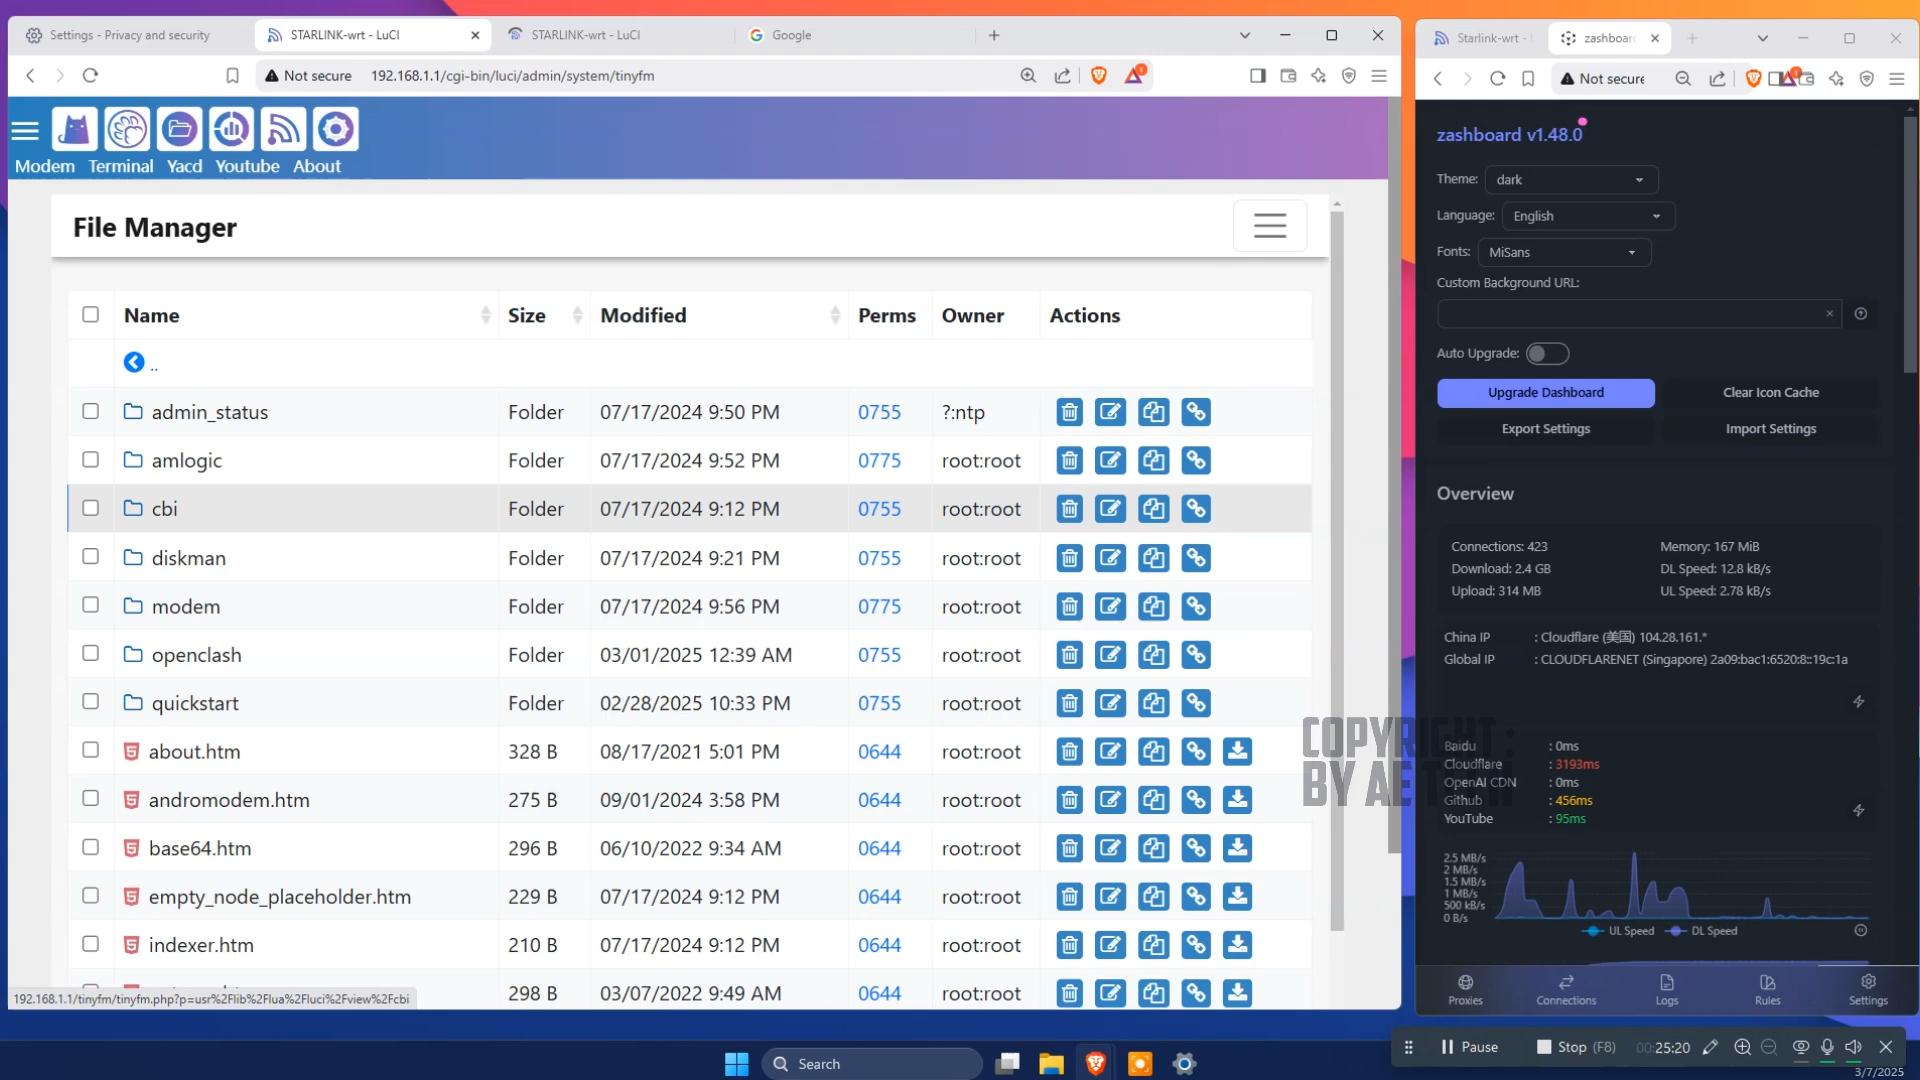 Settings - Privacy and security
STARLINK-wrt - LuCI
STARLINK-wrt - LuCI
Google
Not secure
192.168.1.1/cgi-bin/luci/admin/system/tinyfm
Modem Terminal Yacd Youtube About
File Manager
Name Size Modified Perms Owner Actions
..
admin_status Folder 07/17/2024 9:50 PM 0755 ?:ntp
amlogic Folder 07/17/2024 9:52 PM 0775 root:root
cbi Folder 07/17/2024 9:12 PM 0755 root:root
diskman Folder 07/17/2024 9:21 PM 0755 root:root
modem Folder 07/17/2024 9:56 PM 0775 root:root
openclash Folder 03/01/2025 12:39 AM 0755 root:root
quickstart Folder 02/28/2025 10:33 PM 0755 root:root
about.htm 328 B 08/17/2021 5:01 PM 0644 root:root
andromodem.htm 275 B 09/01/2024 3:58 PM 0644 root:root
base64.htm 296 B 06/10/2022 9:34 AM 0644 root:root
empty_node_placeholder.htm 229 B 07/17/2024 9:12 PM 0644 root:root
indexer.htm 210 B 07/17/2024 9:12 PM 0644 root:root
298 B 03/07/2022 9:49 AM 0644 root:root
192.168.1.1/tinyfm/tinyfm.php?p=usr%2Flib%2Flua%2Fluci%2Fview%2Fcbi
Starlink-wrt -
zashboard
Not secure
zashboard v1.48.0
Theme: dark
Language: English
Fonts: MiSans
Custom Background URL:
Auto Upgrade:
Upgrade Dashboard Clear Icon Cache
Export Settings Import Settings
Overview
Connections: 423 Memory: 167 MiB
Download: 2.4 GB DL Speed: 12.8 kB/s
Upload: 314 MB UL Speed: 2.78 kB/s
China IP : Cloudflare (美国) 104.28.161.*
Global IP : CLOUDFLARENET (Singapore) 2a09:bac1:6520:8::19c:1a
COPYRIGHT :
BY AE
Baidu : 0ms
Cloudflare : 3193ms
OpenAI CDN : 0ms
Github : 456ms
YouTube : 95ms
2.5 MB/s
2 MB/s
1.5 MB/s
1 MB/s
500 kB/s
0 B/s
UL Speed DL Speed
Proxies Connections Logs Rules Settings
Pause Stop (F8) 00:25:20
Search
3/7/2025